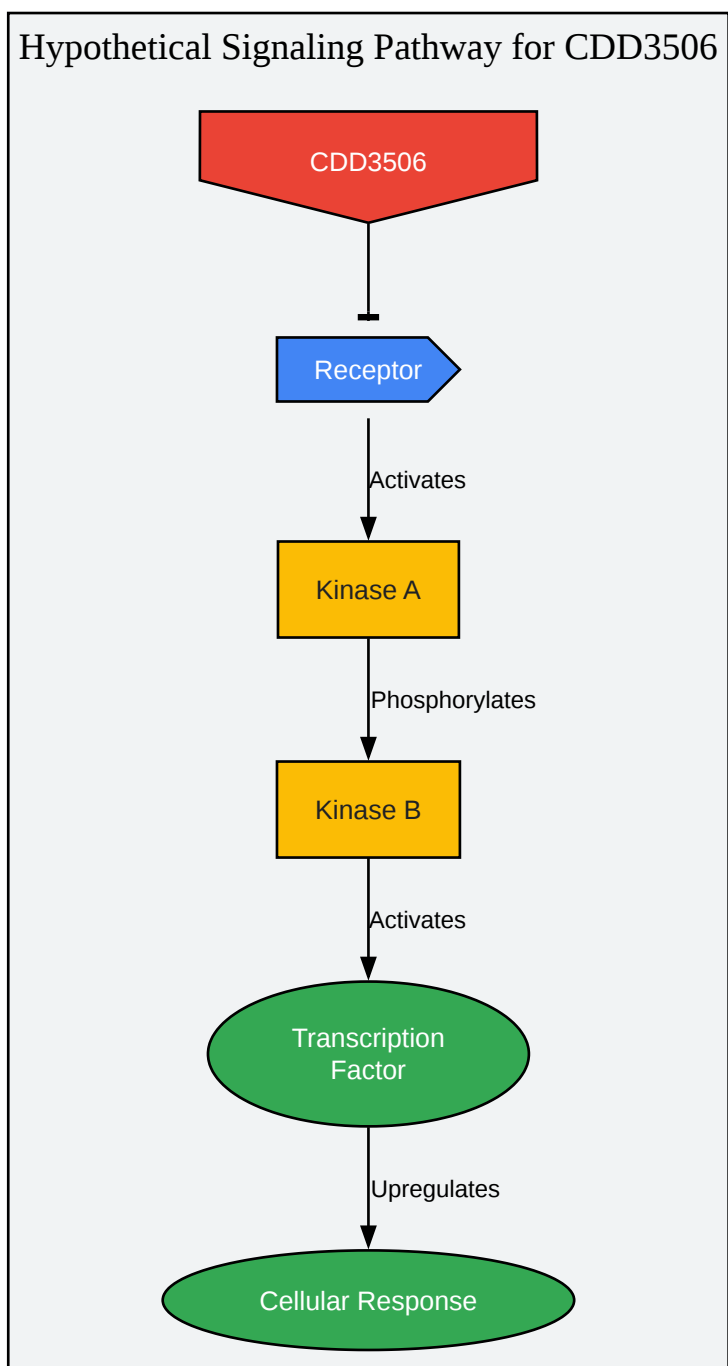 Hypothetical Signaling Pathway for CDD3506
CDD3506
Receptor
Activates
Kinase A
Phosphorylates
Kinase B
Activates
Transcription
Factor
Upregulates
Cellular Response